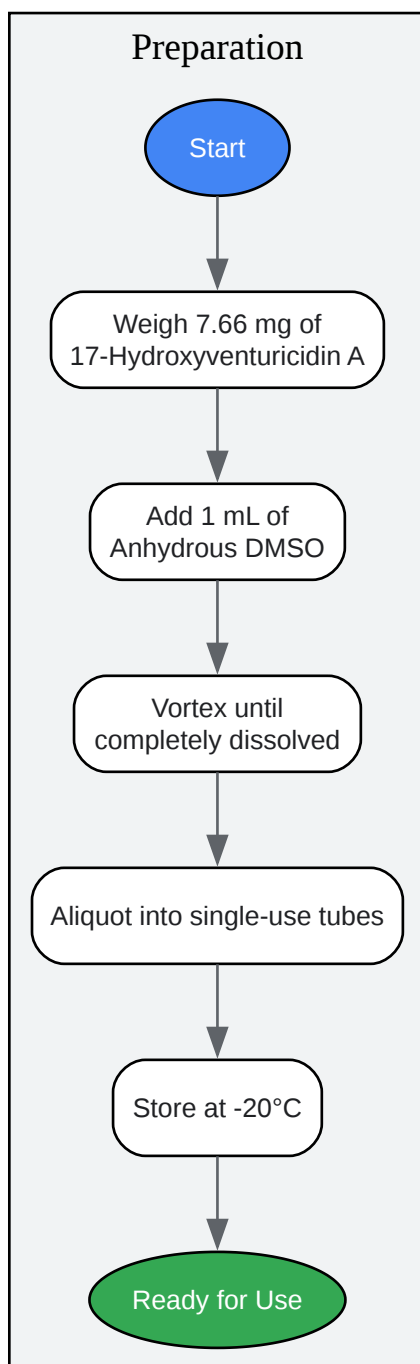 Preparation
Start
Weigh 7.66 mg of
17-Hydroxyventuricidin A
Add 1 mL of
Anhydrous DMSO
Vortex until
completely dissolved
Aliquot into single-use tubes
Store at -20°C
Ready for Use